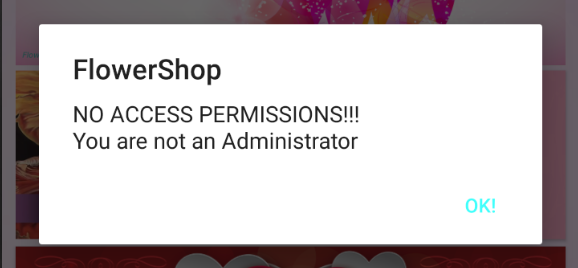 FlowerShop
NO ACCESS PERMISSIONS!!!
You are not an Administrator
OK!